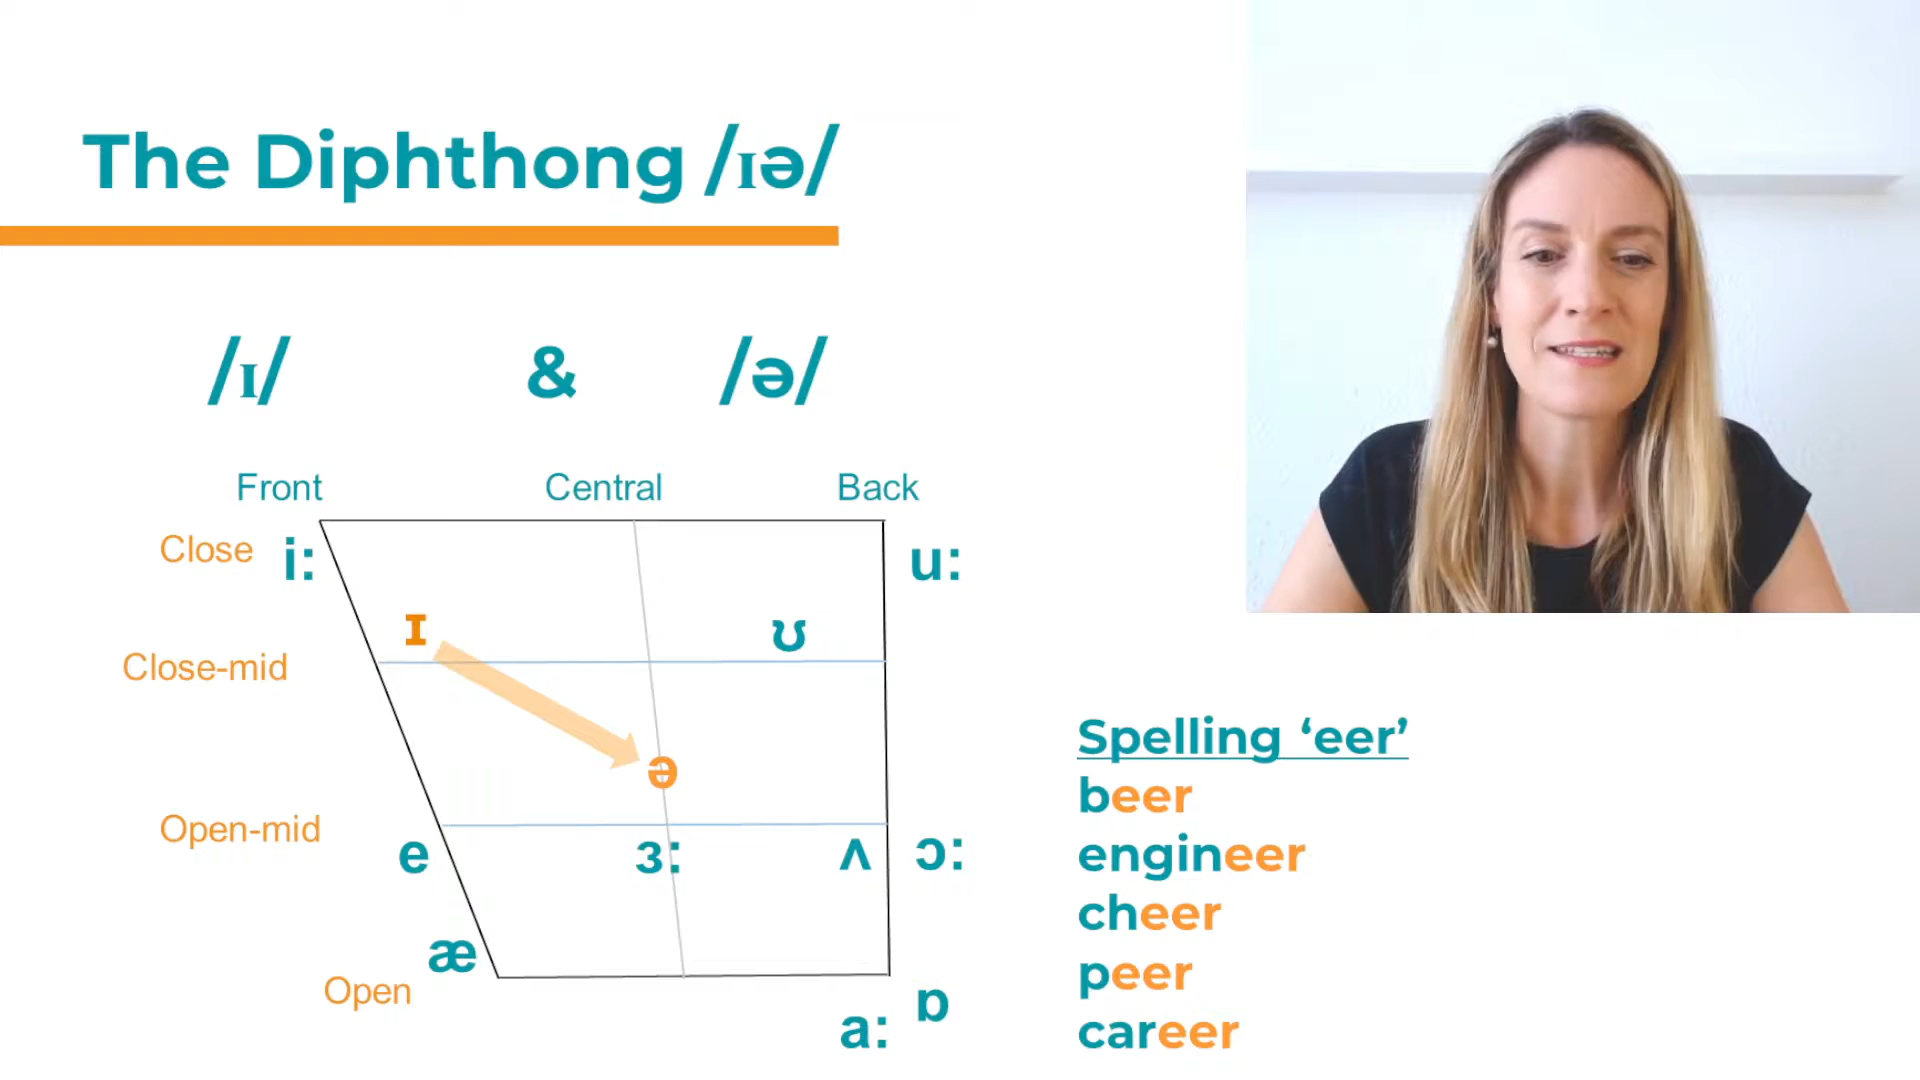 The Diphthong /ɪə/
/ɪ/ & /ə/
Front Central Back
Close i: u:
ɪ ʊ
Close-mid
ə
Open-mid
e ɜ: ʌ ɔ:
æ
Open
a: ɒ
Spelling ‘eer’
beer
engineer
cheer
peer
career